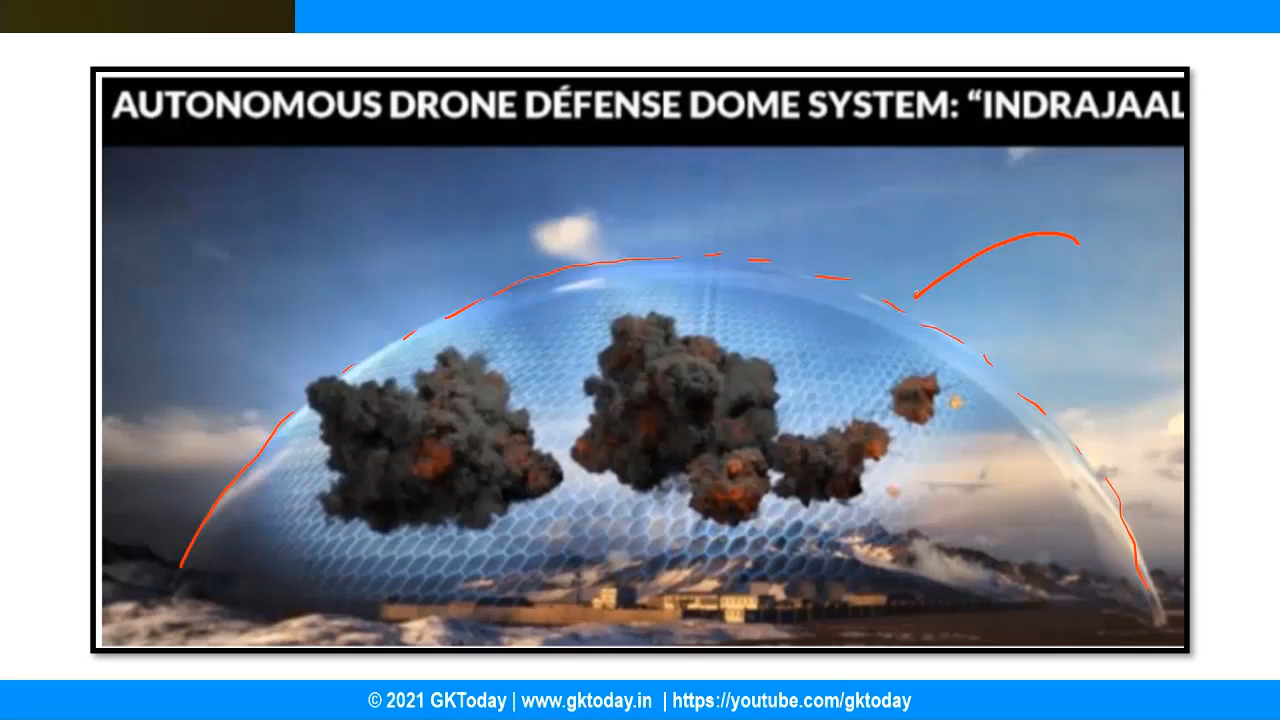 AUTONOMOUS DRONE DÉFENSE DOME SYSTEM: “INDRAJAAL
© 2021 GKToday | www.gktoday.in | https://youtube.com/gktoday